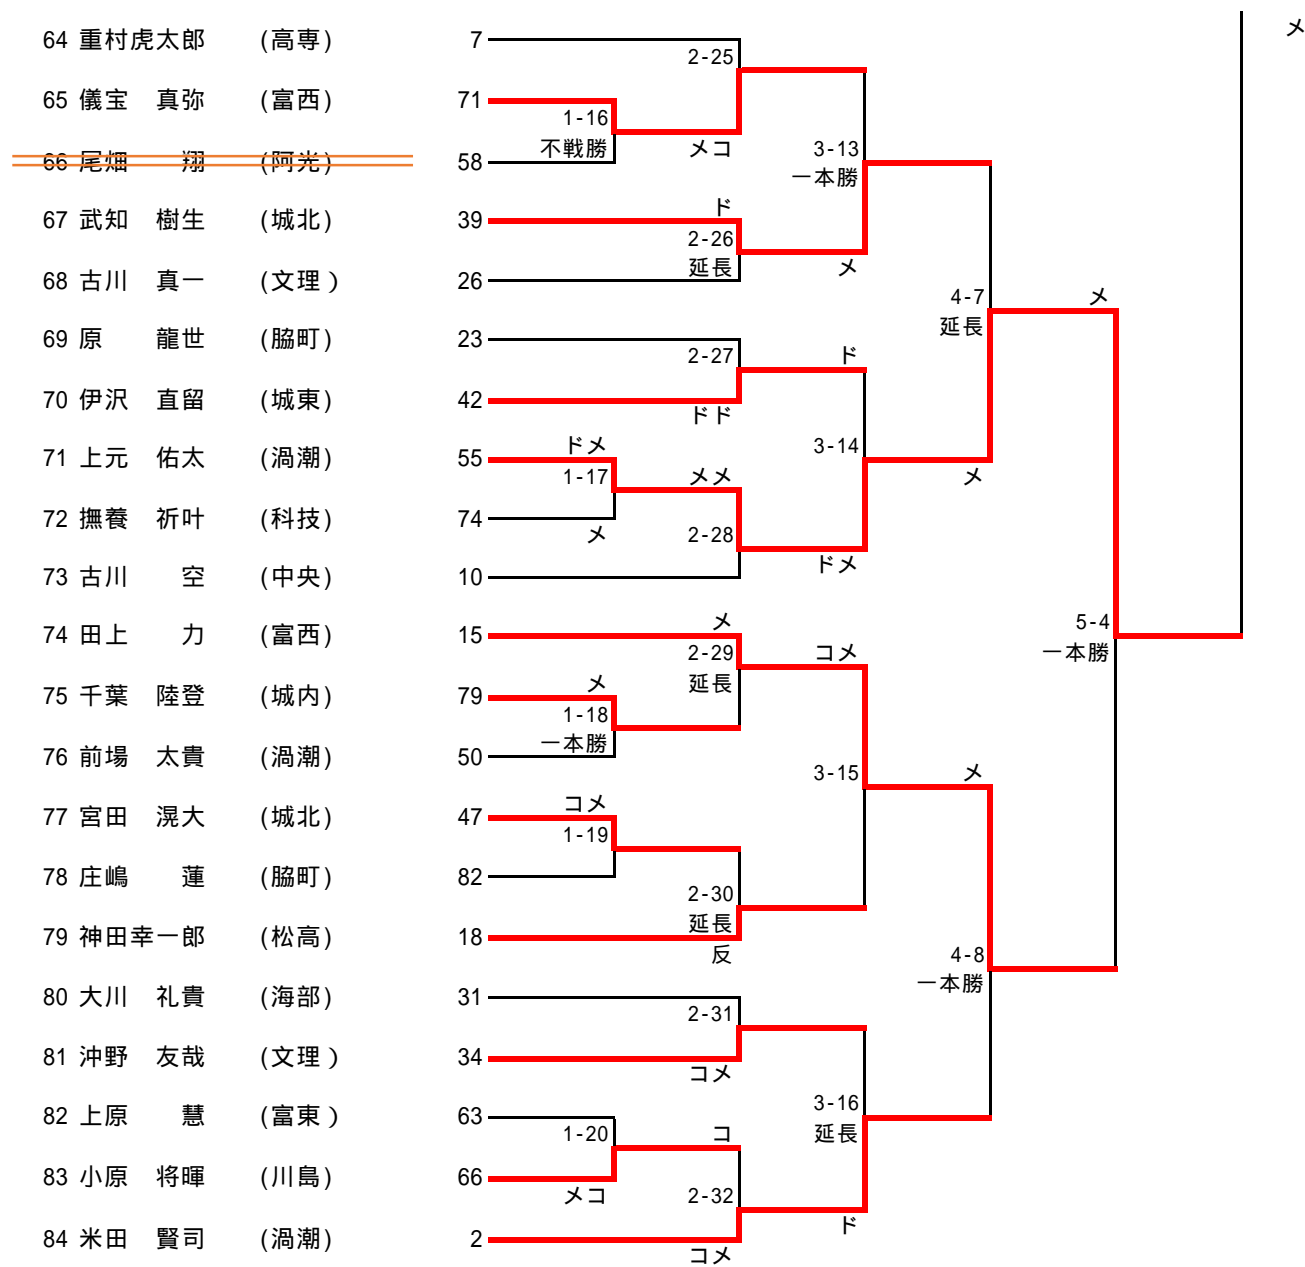 メ
64 重村虎太郎 (高専) 7
2-25
65 儀宝 真弥 (富西) 71
1-16
不戦勝
メコ
66 尾畑 翔 (阿光) 58
3-13
一本勝
ド
67 武知 樹生 (城北) 39
2-26
延長
メ
68 古川 真一 (文理) 26
4-7
延長
メ
69 原 龍世 (脇町) 23
2-27
ド
70 伊沢 直留 (城東) 42
ドド
ドメ
3-14
71 上元 佑太 (渦潮) 55
1-17
メメ
メ
72 撫養 祈叶 (科技) 74
メ
2-28
ドメ
73 古川 空 (中央) 10
メ
5-4
一本勝
74 田上 力 (富西) 15
2-29
延長
コメ
メ
75 千葉 陸登 (城内) 79
1-18
一本勝
76 前場 太貴 (渦潮) 50
3-15
メ
コメ
77 宮田 滉大 (城北) 47
1-19
78 庄嶋 蓮 (脇町) 82
2-30
延長
79 神田幸一郎 (松高) 18
反
4-8
一本勝
80 大川 礼貴 (海部) 31
2-31
81 沖野 友哉 (文理) 34
コメ
3-16
延長
82 上原 慧 (富東) 63
1-20
コ
83 小原 将暉 (川島) 66
メコ
2-32
ド
84 米田 賢司 (渦潮) 2
コメ